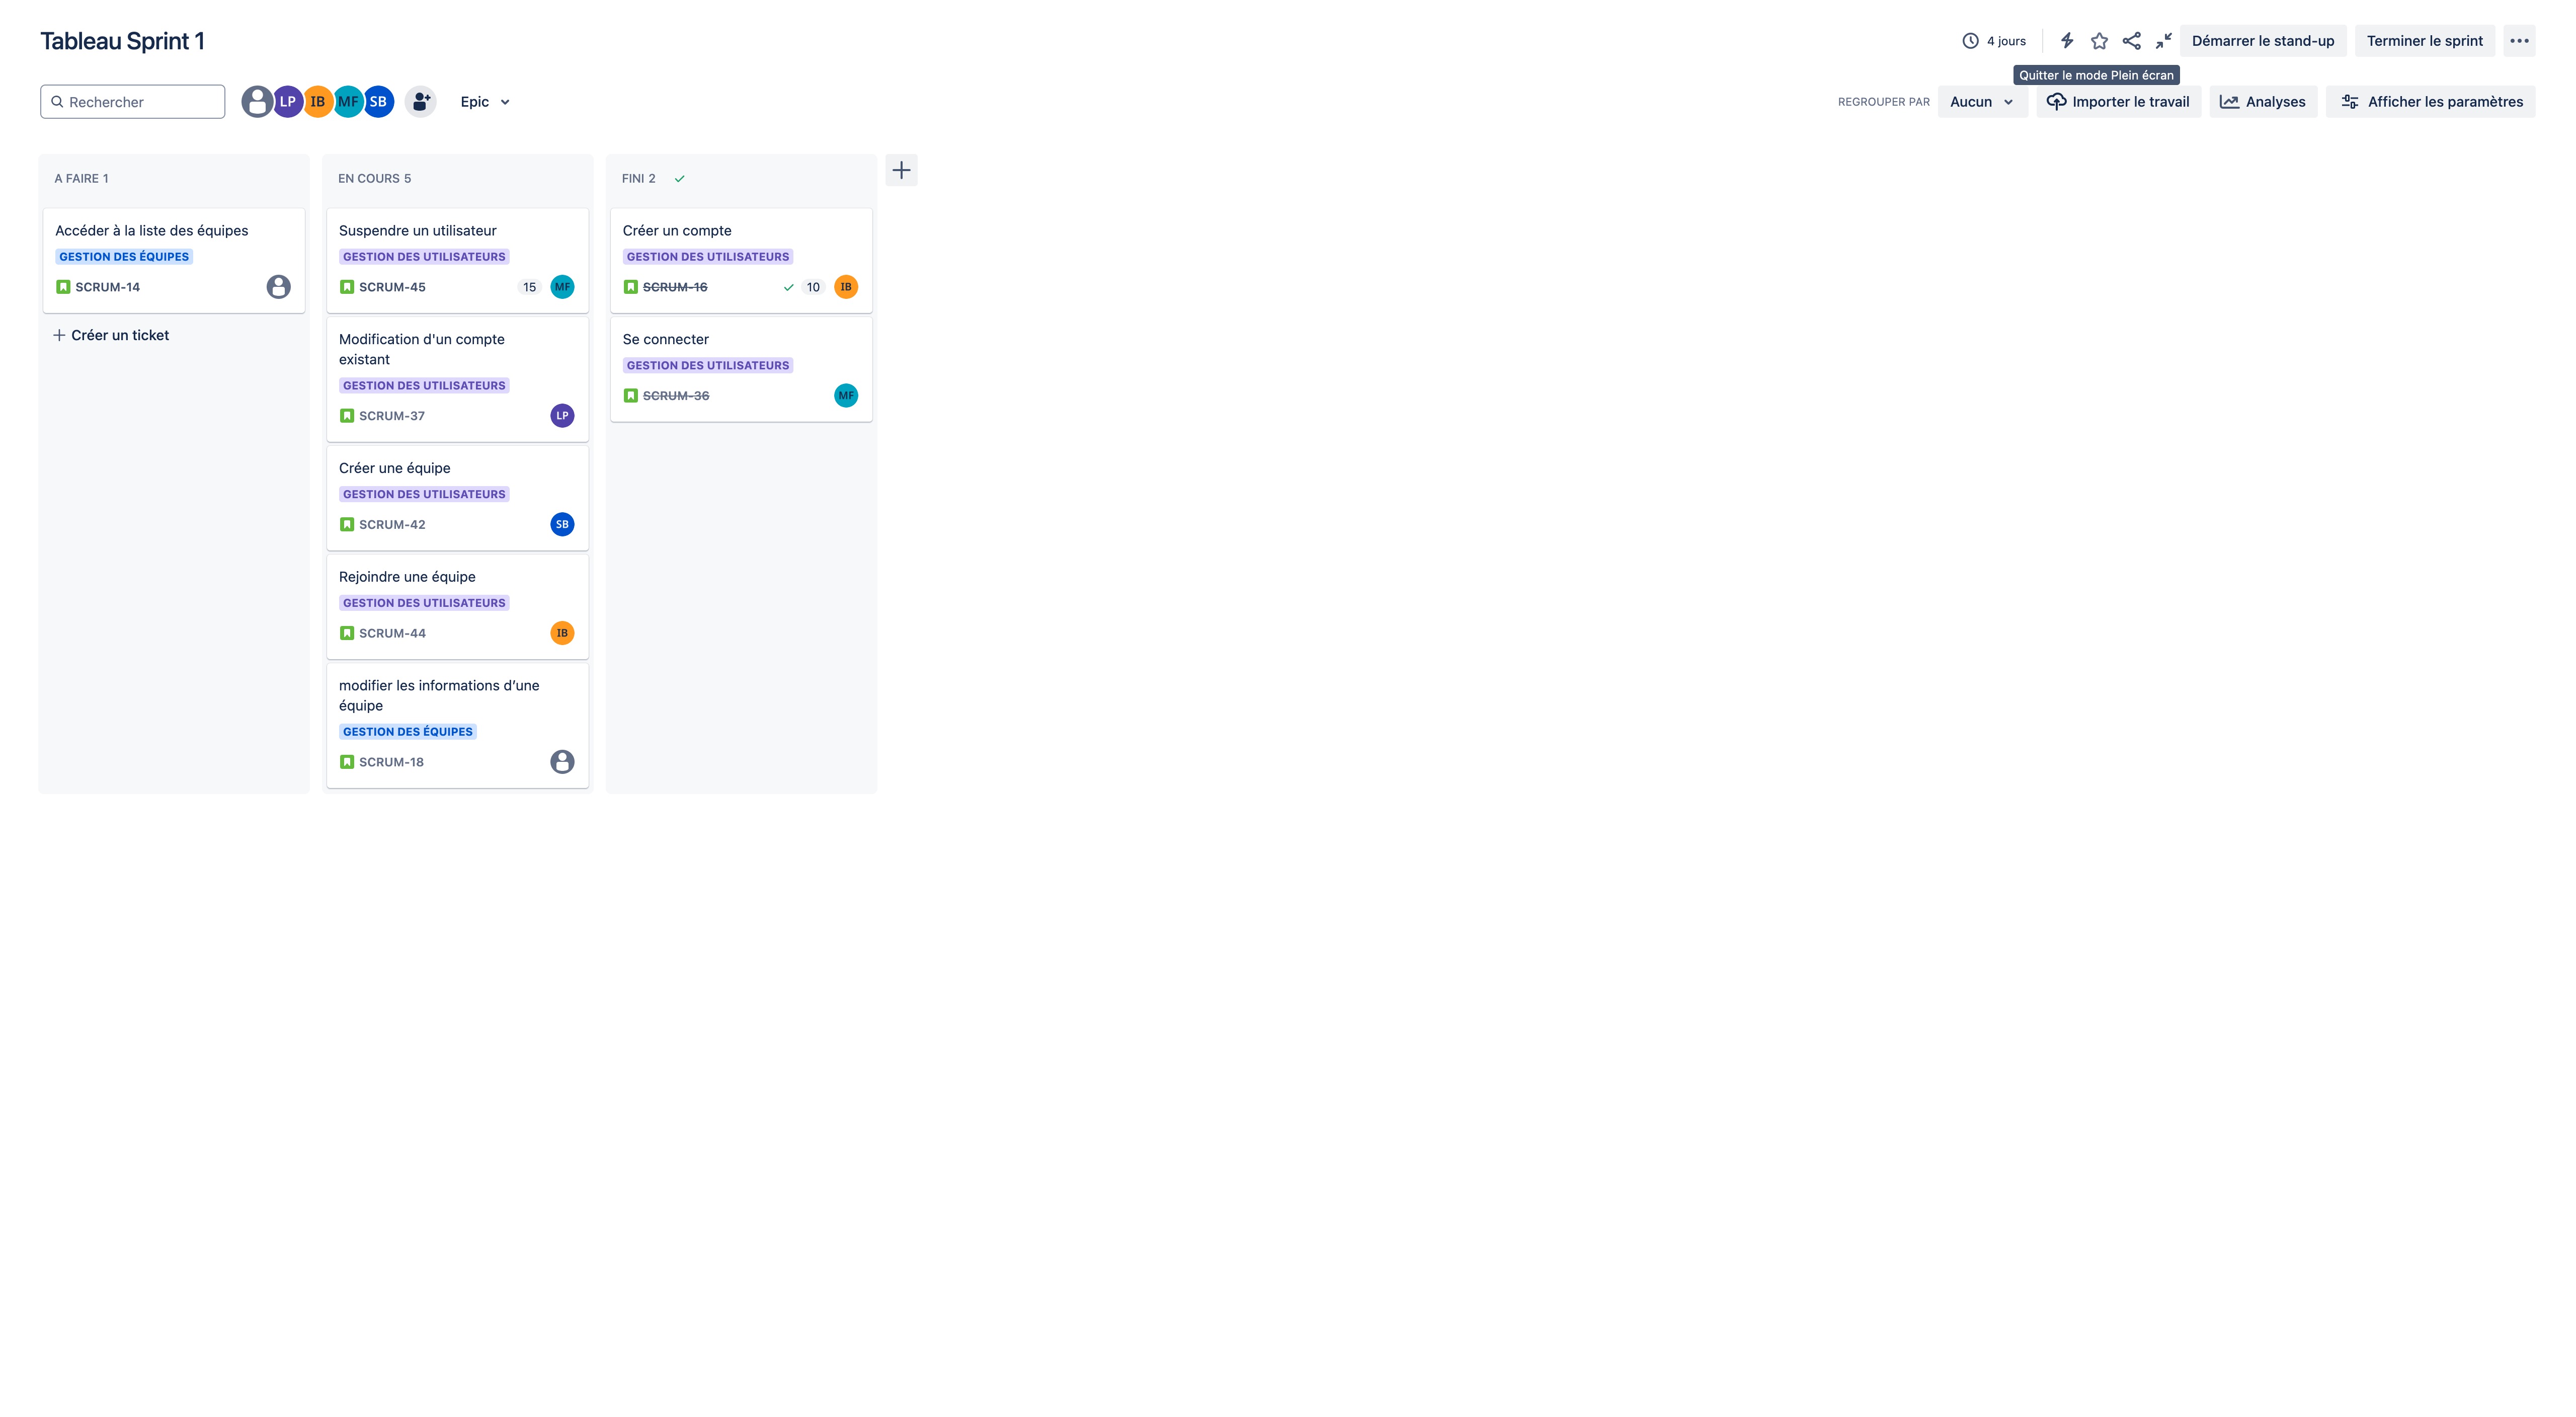 Tableau Sprint 1
4 jours
Démarrer le stand-up
Terminer le sprint
Quitter le mode Plein écran
Rechercher
LP
IB
MF
SB
Epic
REGROUPER PAR
Aucun
Importer le travail
Analyses
Afficher les paramètres
A FAIRE 1
Accéder à la liste des équipes
GESTION DES ÉQUIPES
SCRUM-14
Créer un ticket
EN COURS 5
Suspendre un utilisateur
GESTION DES UTILISATEURS
SCRUM-45
15
MF
Modification d'un compte
existant
GESTION DES UTILISATEURS
SCRUM-37
LP
Créer une équipe
GESTION DES UTILISATEURS
SCRUM-42
SB
Rejoindre une équipe
GESTION DES UTILISATEURS
SCRUM-44
IB
modifier les informations d’une
équipe
GESTION DES ÉQUIPES
SCRUM-18
FINI 2
Créer un compte
GESTION DES UTILISATEURS
SCRUM-16
10
IB
Se connecter
GESTION DES UTILISATEURS
SCRUM-36
MF